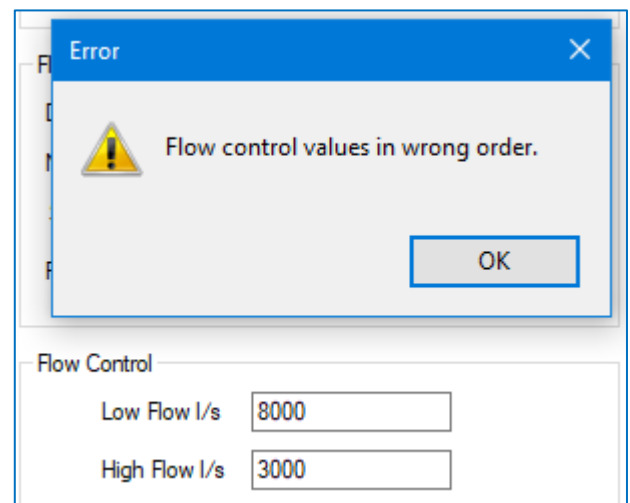 Error
Flow control values in wrong order.
OK
Flow Control
Low Flow l/s 8000
High Flow l/s 3000